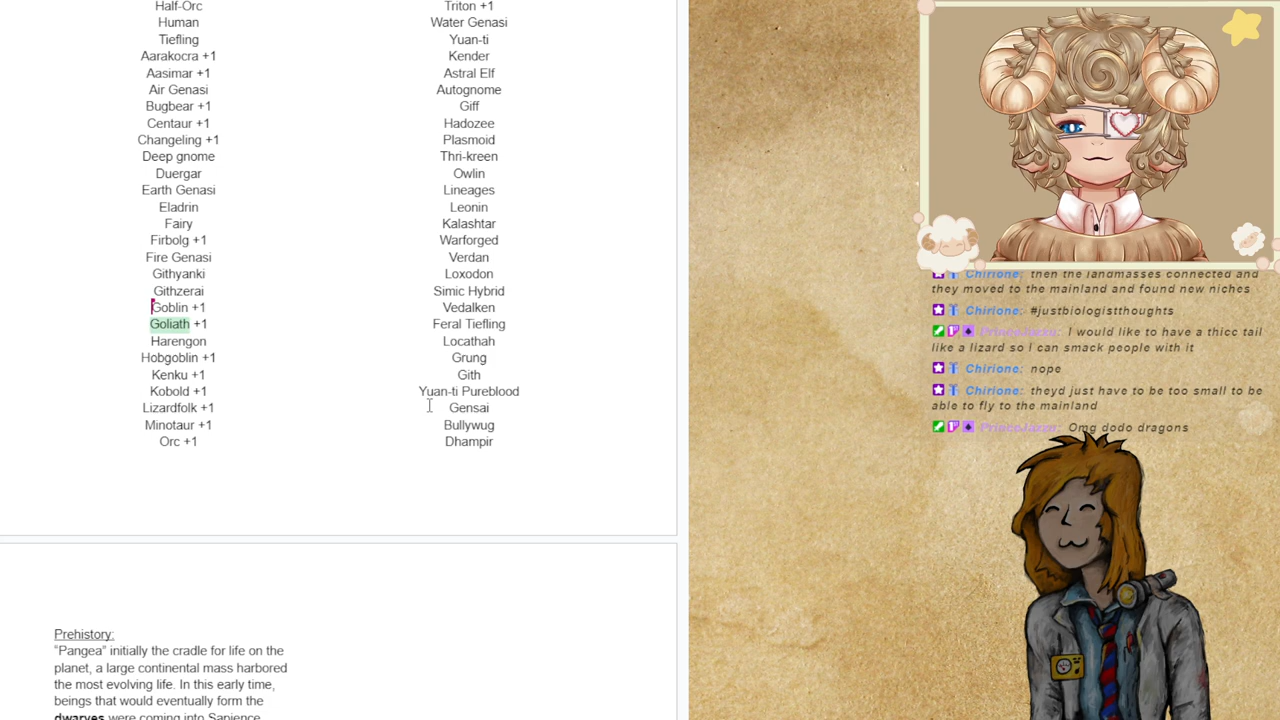 Half-Orc
Human
Tiefling
Aarakocra +1
Aasimar +1
Air Genasi
Bugbear +1
Centaur +1
Changeling +1
Deep gnome
Duergar
Earth Genasi
Eladrin
Fairy
Firbolg +1
Fire Genasi
Githyanki
Githzerai
Goblin +1
Goliath +1
Harengon
Hobgoblin +1
Kenku +1
Kobold +1
Lizardfolk +1
Minotaur +1
Orc +1
Triton +1
Water Genasi
Yuan-ti
Kender
Astral Elf
Autognome
Giff
Hadozee
Plasmoid
Thri-kreen
Owlin
Lineages
Leonin
Kalashtar
Warforged
Verdan
Loxodon
Simic Hybrid
Vedalken
Feral Tiefling
Locathah
Grung
Gith
Yuan-ti Pureblood
Gensai
Bullywug
Dhampir
Prehistory:
"Pangea" initially the cradle for life on the
planet, a large continental mass harbored
the most evolving life. In this early time,
beings that would eventually form the
dwarves were coming into Sapience
Chirione: then the landmasses connected and
they moved to the mainland and found new niches
Chirione: #justbiologistthoughts
I would like to have a thicc tail
like a lizard so I can smack people with it
Chirione: nope
Chirione: theyd just have to be too small to be
able to fly to the mainland
Omg dodo dragons